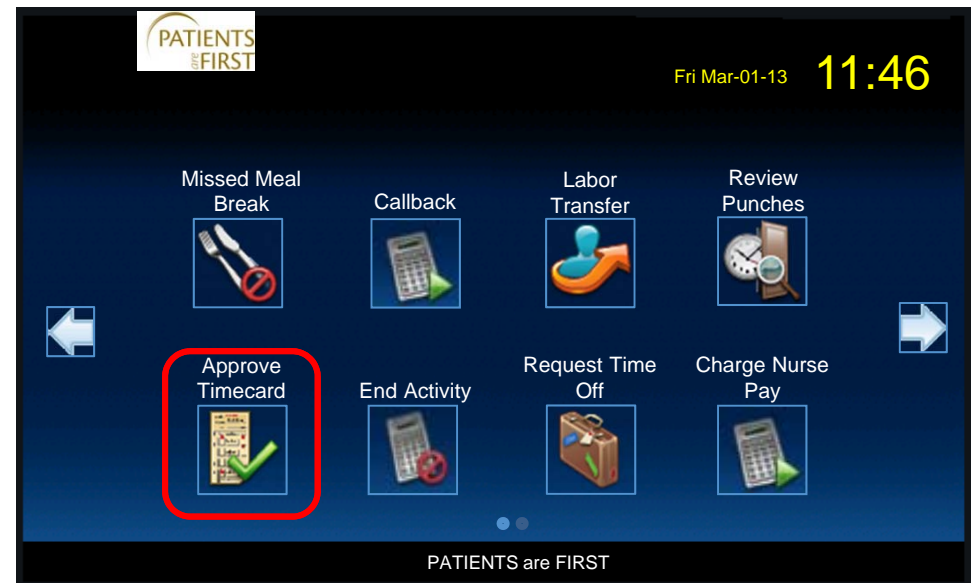 PATIENTS
are FIRST
Fri Mar-01-13 11:46
Missed Meal
Break
Callback
Labor
Transfer
Review
Punches
Approve
Timecard
End Activity
Request Time
Off
Charge Nurse
Pay
PATIENTS are FIRST